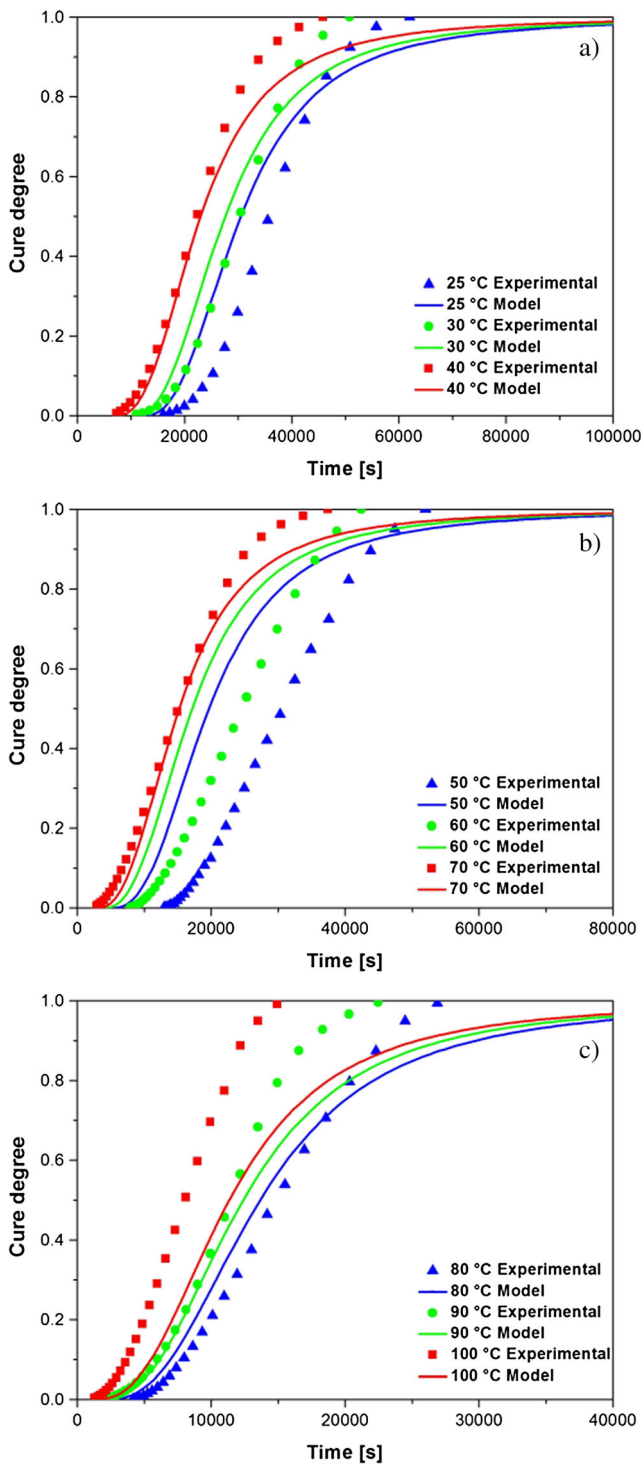 a)
Cure degree
1.0
0.8
0.6
0.4
0.2
0.0
25 °C Experimental
25 °C Model
30 °C Experimental
30 °C Model
40 °C Experimental
40 °C Model
0 20000 40000 60000 80000 100000
Time [s]
b)
Cure degree
1.0
0.8
0.6
0.4
0.2
0.0
50 °C Experimental
50 °C Model
60 °C Experimental
60 °C Model
70 °C Experimental
70 °C Model
0 20000 40000 60000 80000
Time [s]
c)
Cure degree
1.0
0.8
0.6
0.4
0.2
0.0
80 °C Experimental
80 °C Model
90 °C Experimental
90 °C Model
100 °C Experimental
100 °C Model
0 10000 20000 30000 40000
Time [s]